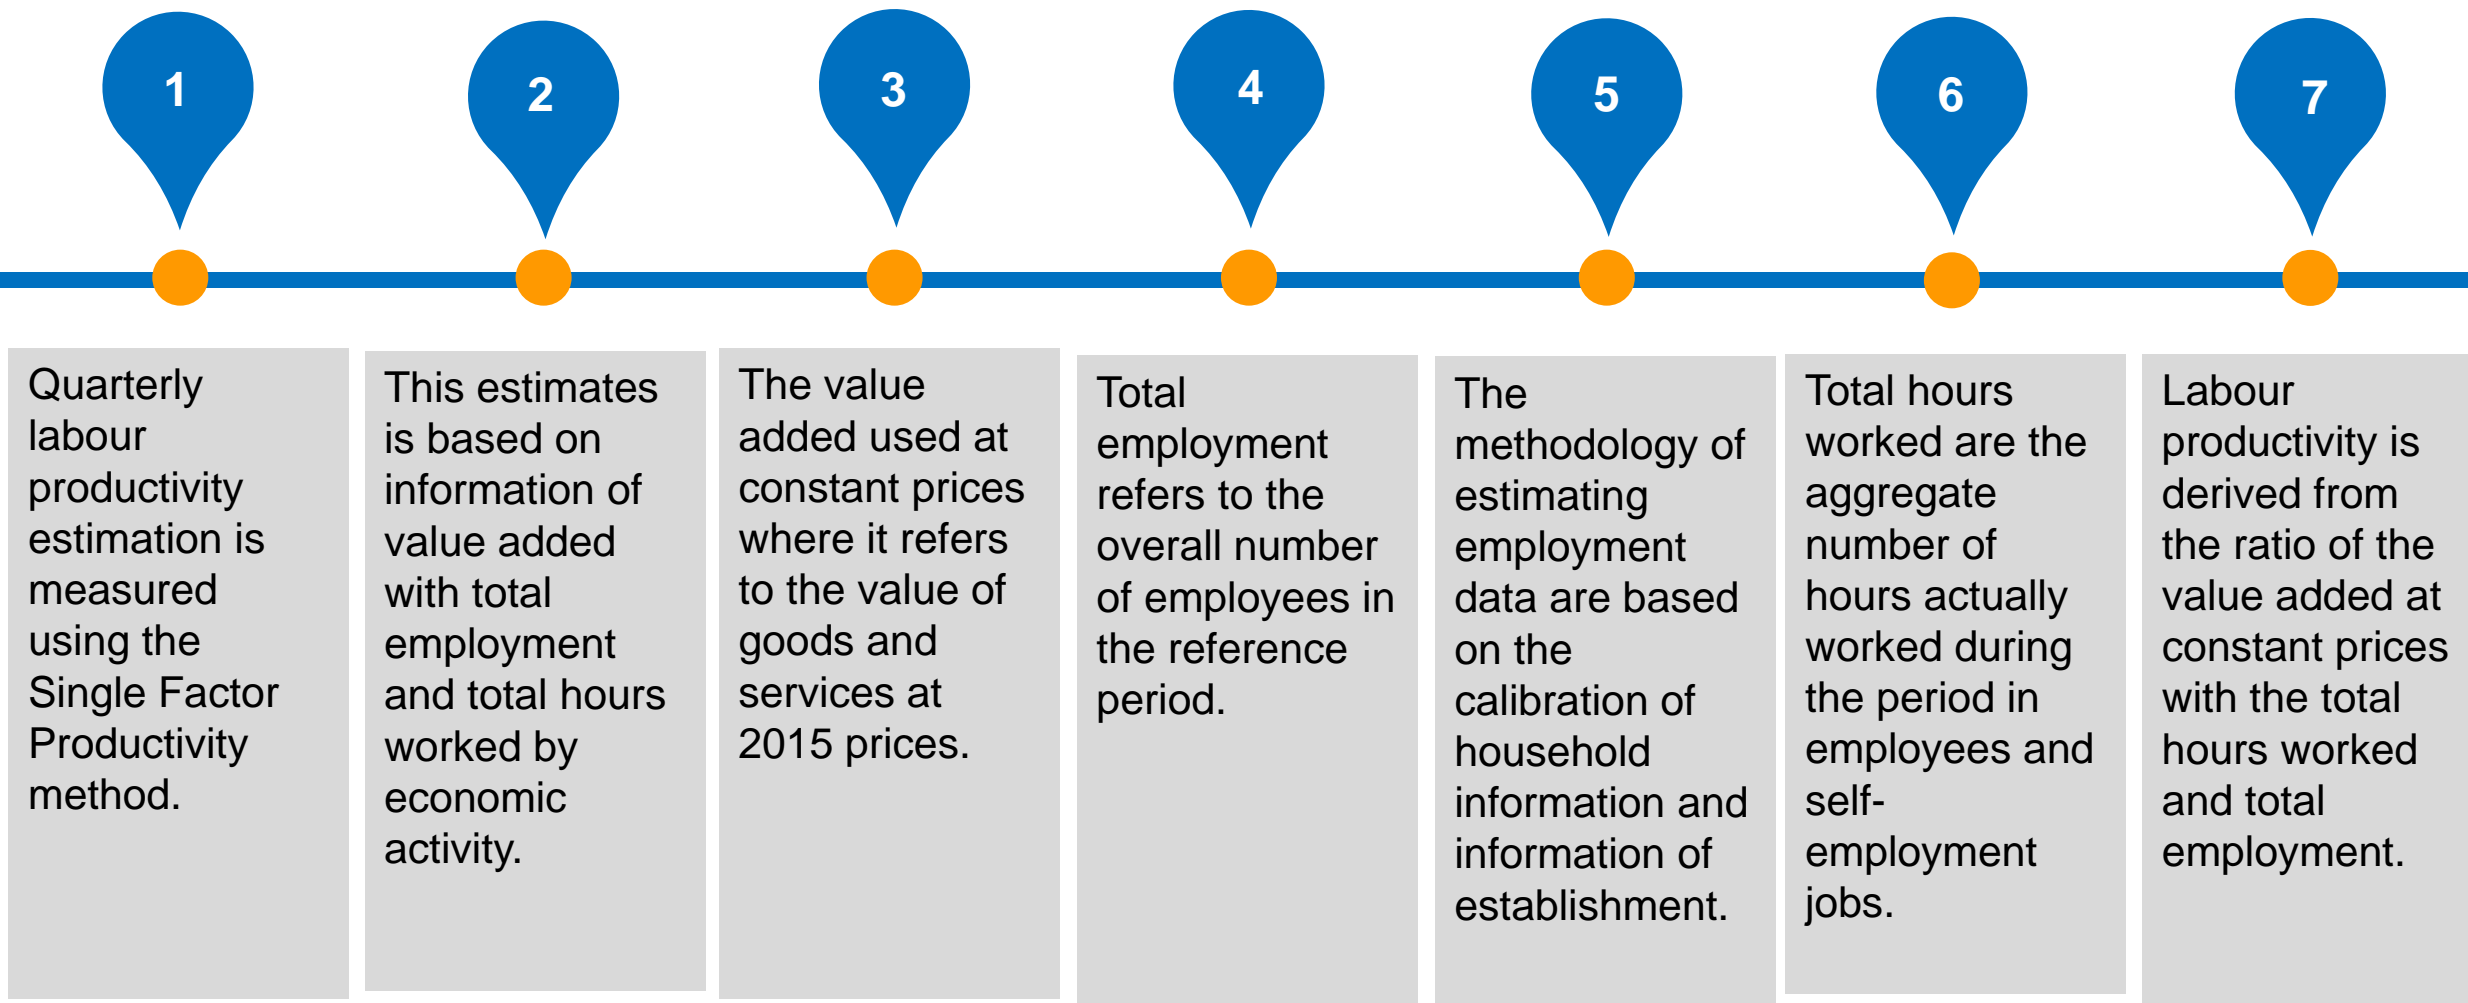 1
2
3
4
5
6
7
Quarterly
labour
productivity
estimation is
measured
using the
Single Factor
Productivity
method.
This estimates
is based on
information of
value added
with total
employment
and total hours
worked by
economic
activity.
The value
added used at
constant prices
where it refers
to the value of
goods and
services at
2015 prices.
Total
employment
refers to the
overall number
of employees in
the reference
period.
The
methodology of
estimating
employment
data are based
on the
calibration of
household
information and
information of
establishment.
Total hours
worked are the
aggregate
number of
hours actually
worked during
the period in
employees and
self-
employment
jobs.
Labour
productivity is
derived from
the ratio of the
value added at
constant prices
with the total
hours worked
and total
employment.